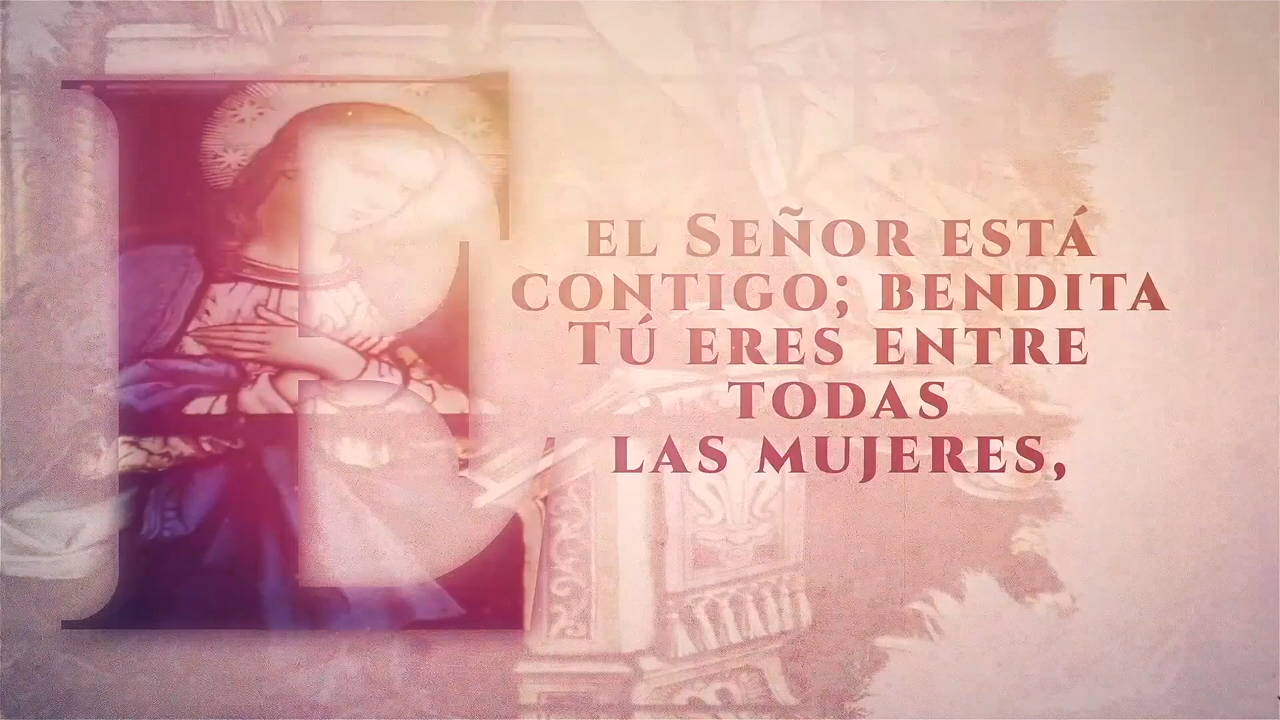 E
EL SEÑOR ESTÁ
CONTIGO; BENDITA
TÚ ERES ENTRE
TODAS
LAS MUJERES,